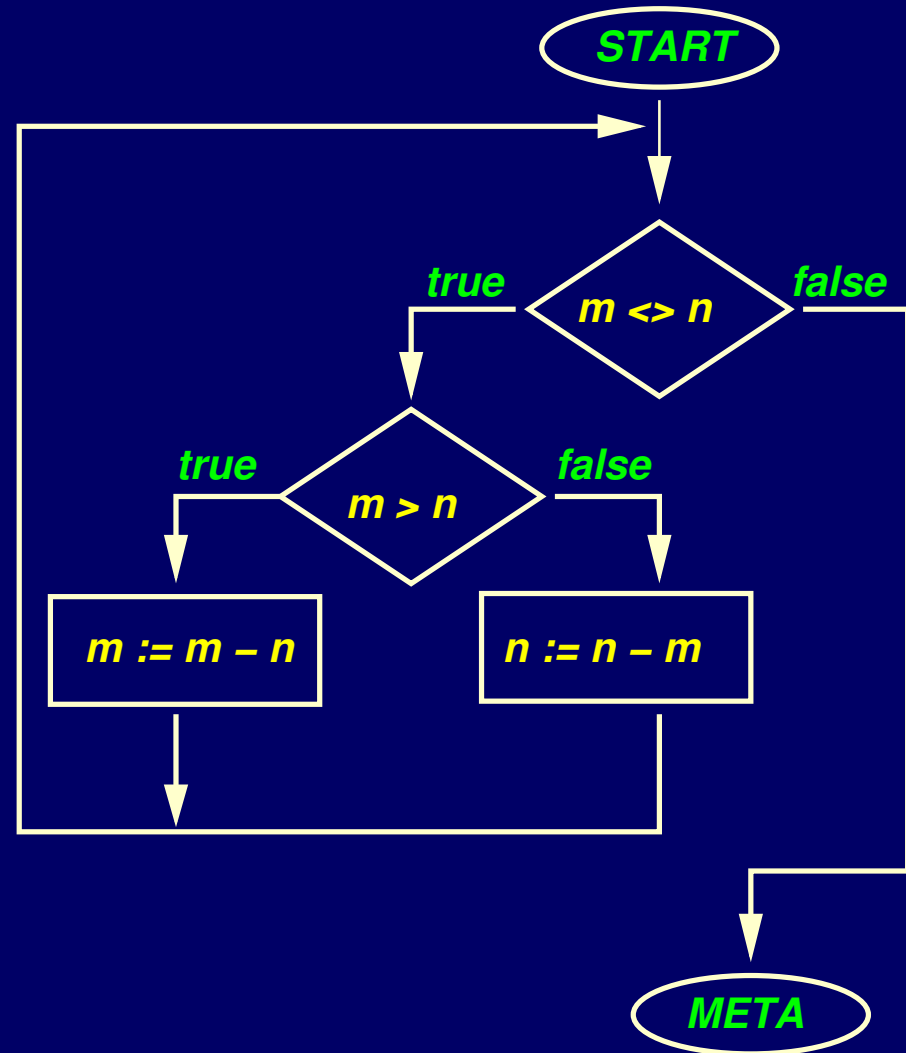 START
true
m <> n
false
true
m > n
false
m := m – n
n := n – m
META